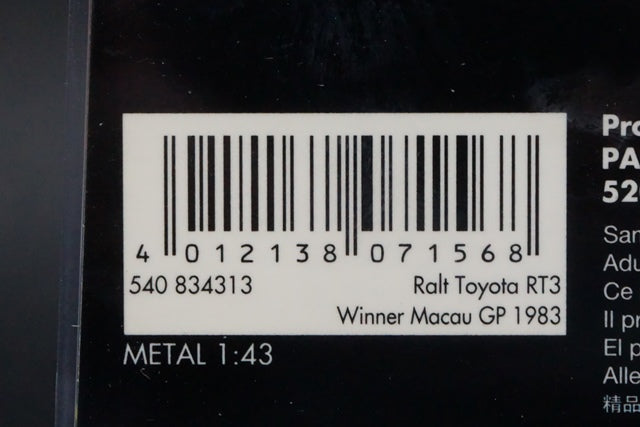 4 012138 071568
540 834313
Ralt Toyota RT3
Winner Macau GP 1983
METAL 1:43
Pro
PA
52
Sam
Adu
Ce
Il pr
El p
Alle
精品